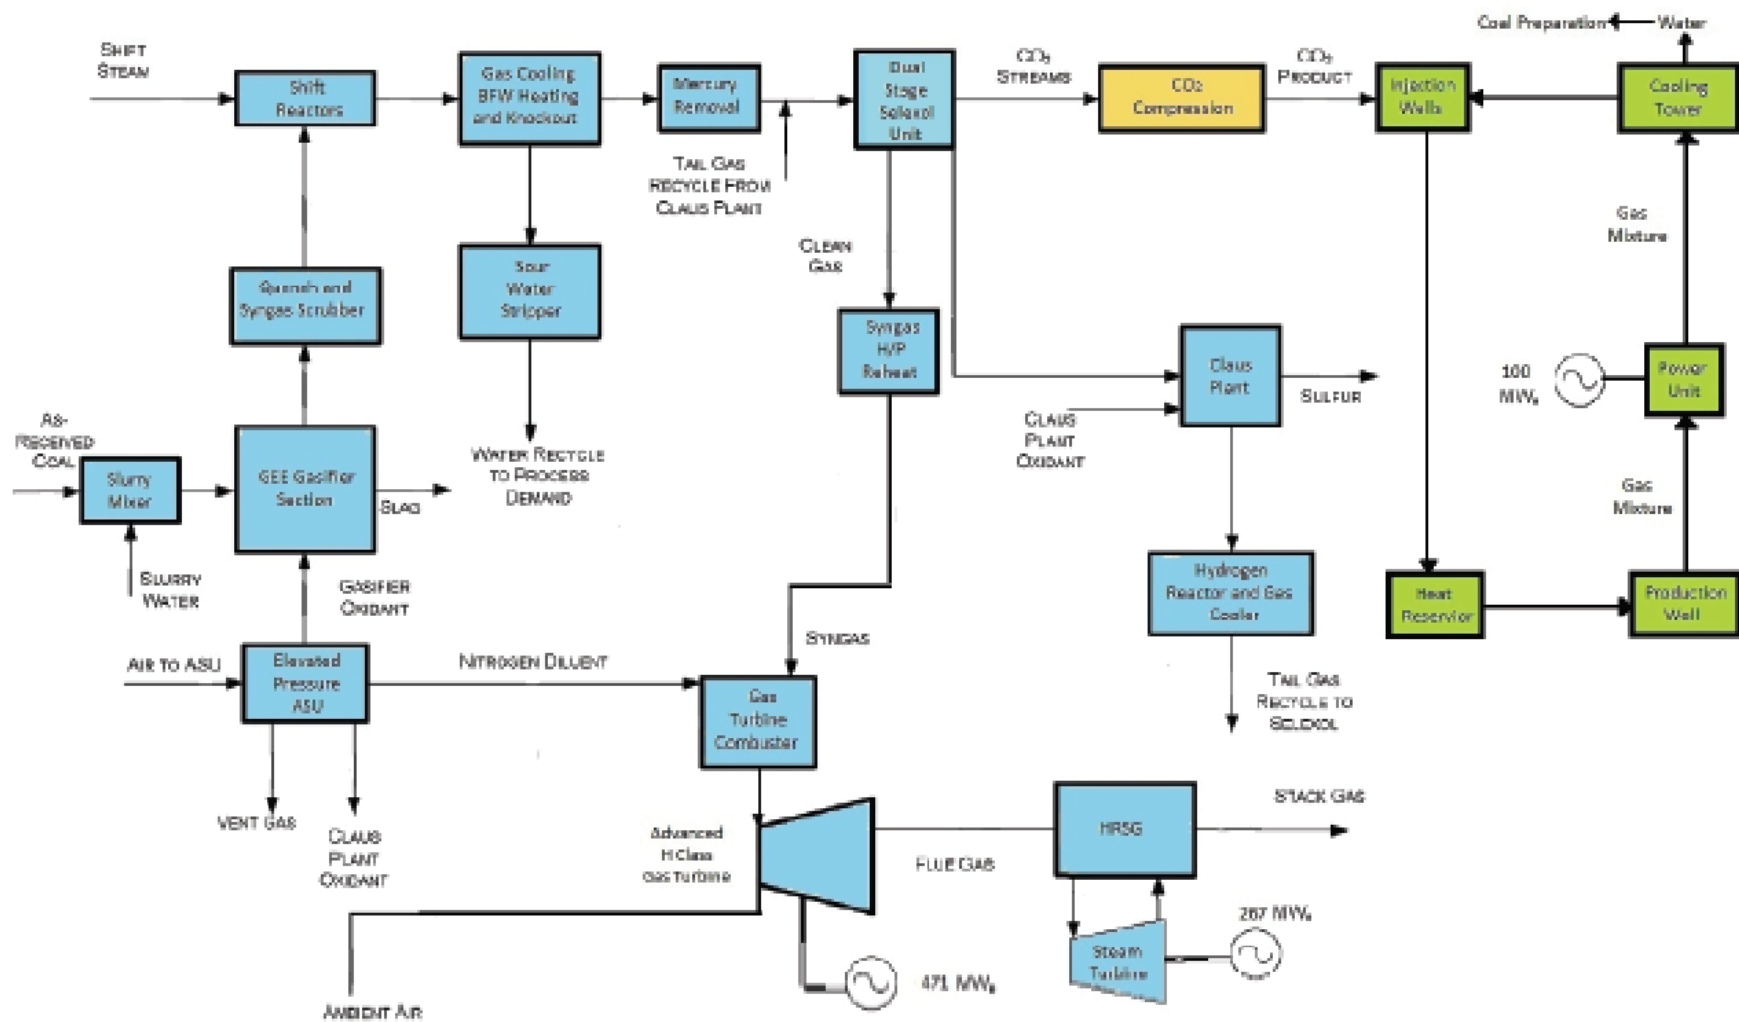 Coal Preparation
Water
SHIFT
STEAM
Shift
Reactors
Gas Cooling
BFW Heating
and Knockout
Mercury
Removal
Dual
Stage
Selexol
Unit
CO₂
STREAMS
CO₂
Compression
CO₂
PRODUCT
Injection
Wells
Cooling
Tower
TAIL GAS
RECYCLE FROM
CLAUS PLANT
Gas
Mixture
CLEAN
GAS
Quench and
Syngas Scrubber
Sour
Water
Stripper
Syngas
H/P
Reheat
Claus
Plant
SULFUR
100
MWₑ
Power
Unit
CLAUS
PLANT
OXIDANT
AS-
RECEIVED
COAL
Slurry
Mixer
GEE Gasifier
Section
SLAG
WATER RECYCLE
TO PROCESS
DEMAND
Gas
Mixture
SLURRY
WATER
GASIFIER
OXIDANT
Hydrogen
Reactor and Gas
Cooler
Heat
Reservior
Production
Well
AIR TO ASU
Elevated
Pressure
ASU
NITROGEN DILUENT
SYNGAS
Gas
Turbine
Combuster
TAIL GAS
RECYCLE TO
SELEXOL
VENT GAS
CLAUS
PLANT
OXIDANT
Advanced
H Class
Gas Turbine
FLUE GAS
HRSG
STACK GAS
Steam
Turbine
267 MWₑ
471 MWₑ
AMBIENT AIR